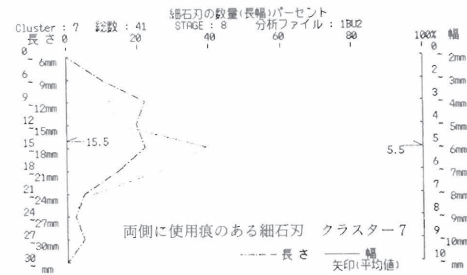 細石刃の数量(長幅)パーセント
Cluster : 7 総数 : 41 STAGE : 8 分析ファイル : 1BU2
長さ 0 20 40 100% 幅
0
~ 6mm
6
~ 9mm
9
~12mm
12
~15mm
15
~18mm
18
~21mm
21
~24mm
24
~27mm
27
~30mm
30
mm
15.5
5.5
0
~ 2mm
2
~ 3mm
3
~ 4mm
4
~ 5mm
5
~ 6mm
6
~ 7mm
7
~ 8mm
8
~ 9mm
9
~10mm
10
mm
両側に使用痕のある細石刃 クラスター7
長さ 幅
矢印(平均値)